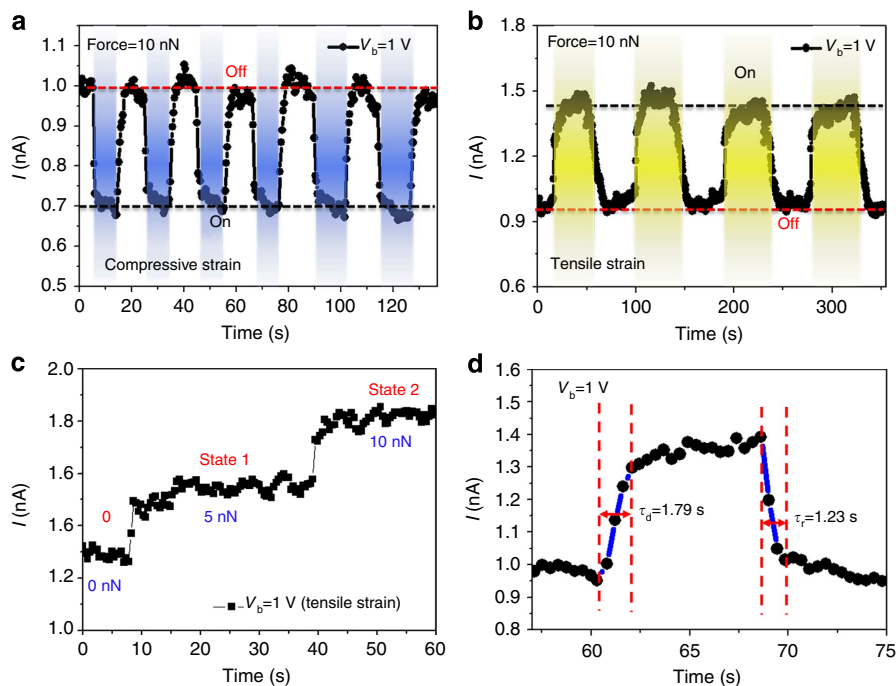 a
Force=10 nN
V_b=1 V
Off
On
Compressive strain
1.1
1.0
0.9
0.8
0.7
0.6
0.5
I (nA)
0 20 40 60 80 100 120
Time (s)
b
Force=10 nN
V_b=1 V
On
Off
Tensile strain
1.8
1.5
1.2
0.9
0.6
I (nA)
0 100 200 300
Time (s)
c
State 2
10 nN
State 1
5 nN
0
0 nN
V_b=1 V (tensile strain)
2.0
1.8
1.6
1.2
1.0
I (nA)
0 10 20 30 40 50 60
Time (s)
d
V_b=1 V
τ_d=1.79 s
τ_r=1.23 s
1.6
1.5
1.4
1.3
1.2
1.1
1.0
0.9
0.8
I (nA)
60 65 70 75
Time (s)